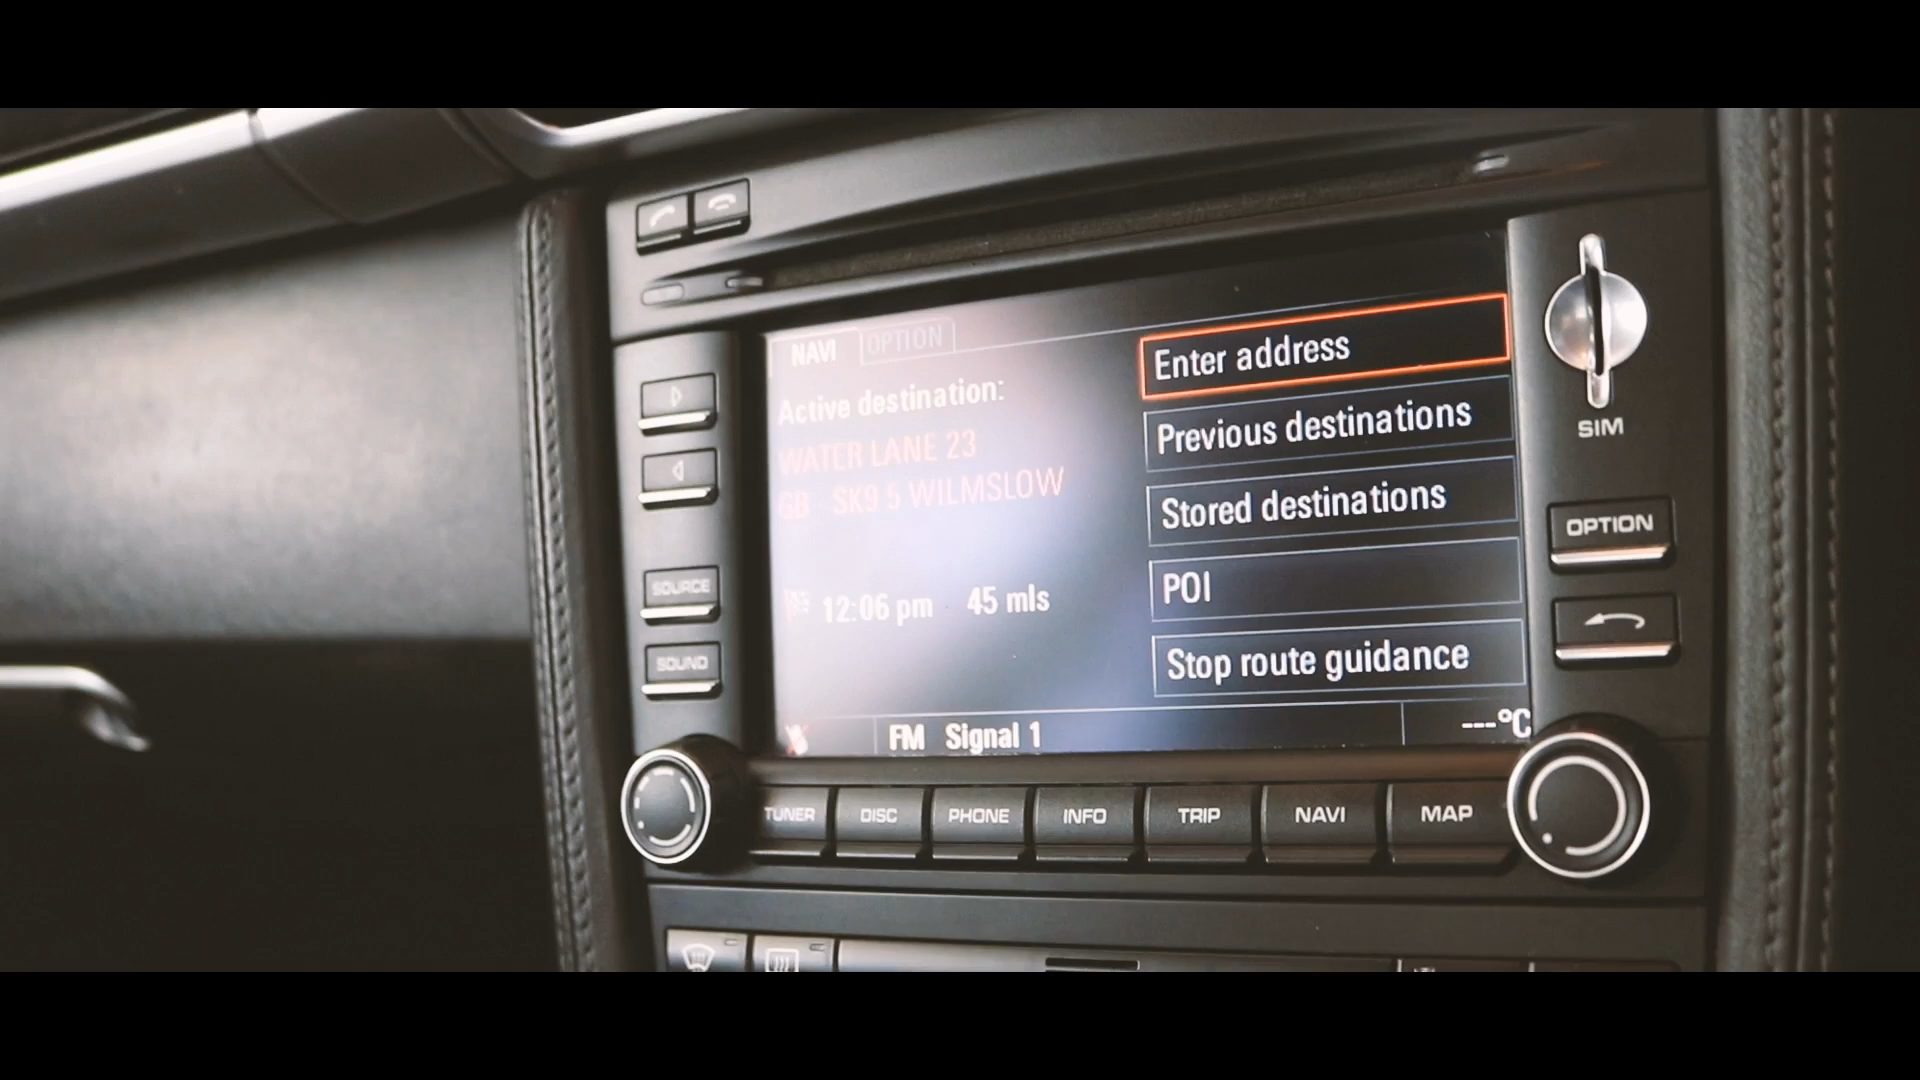 NAVI
OPTION
Active destination:
WATER LANE 23
GB - SK9 5 WILMSLOW
12:06 pm 45 mls
Enter address
Previous destinations
Stored destinations
POI
Stop route guidance
FM Signal 1
---°C
SIM
OPTION
SOURCE
SOUND
TUNER DISC PHONE INFO TRIP NAVI MAP